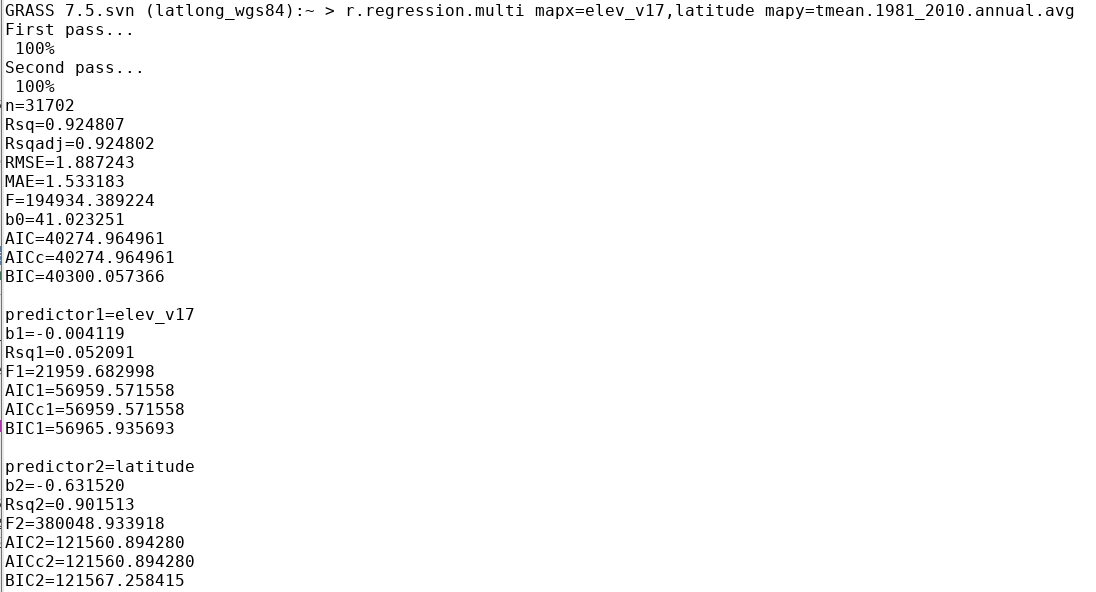 GRASS 7.5.svn (latlong_wgs84):~ > r.regression.multi mapx=elev_v17,latitude mapy=tmean.1981_2010.annual.avg
First pass...
100%
Second pass...
100%
n=31702
Rsq=0.924807
Rsqadj=0.924802
RMSE=1.887243
MAE=1.533183
F=194934.389224
b0=41.023251
AIC=40274.964961
AICc=40274.964961
BIC=40300.057366
predictor1=elev_v17
b1=-0.004119
Rsq1=0.052091
F1=21959.682998
AIC1=56959.571558
AICc1=56959.571558
BIC1=56965.935693
predictor2=latitude
b2=-0.631520
Rsq2=0.901513
F2=380048.933918
AIC2=121560.894280
AICc2=121560.894280
BIC2=121567.258415